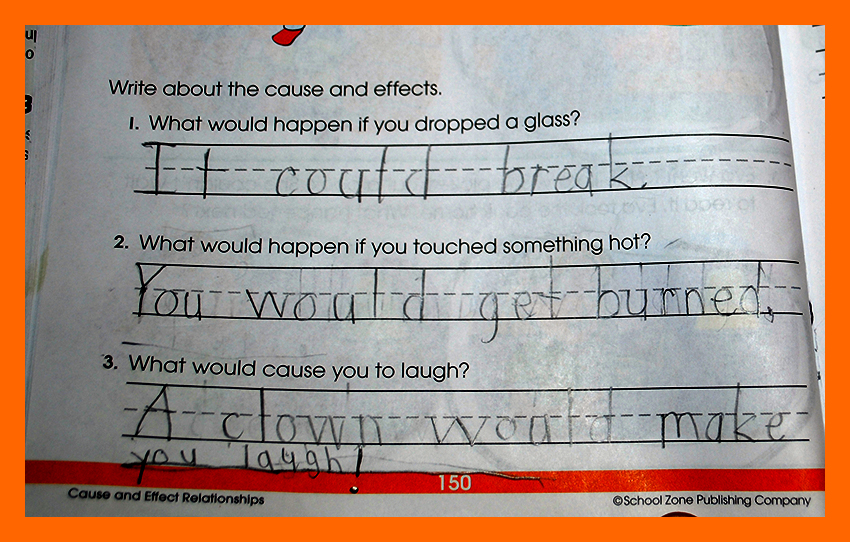 Write about the cause and effects.
1. What would happen if you dropped a glass?
It could break.
2. What would happen if you touched something hot?
You would get burned.
3. What would cause you to laugh?
A clown would make
you laugh!
150
Cause and Effect Relationships
©School Zone Publishing Company